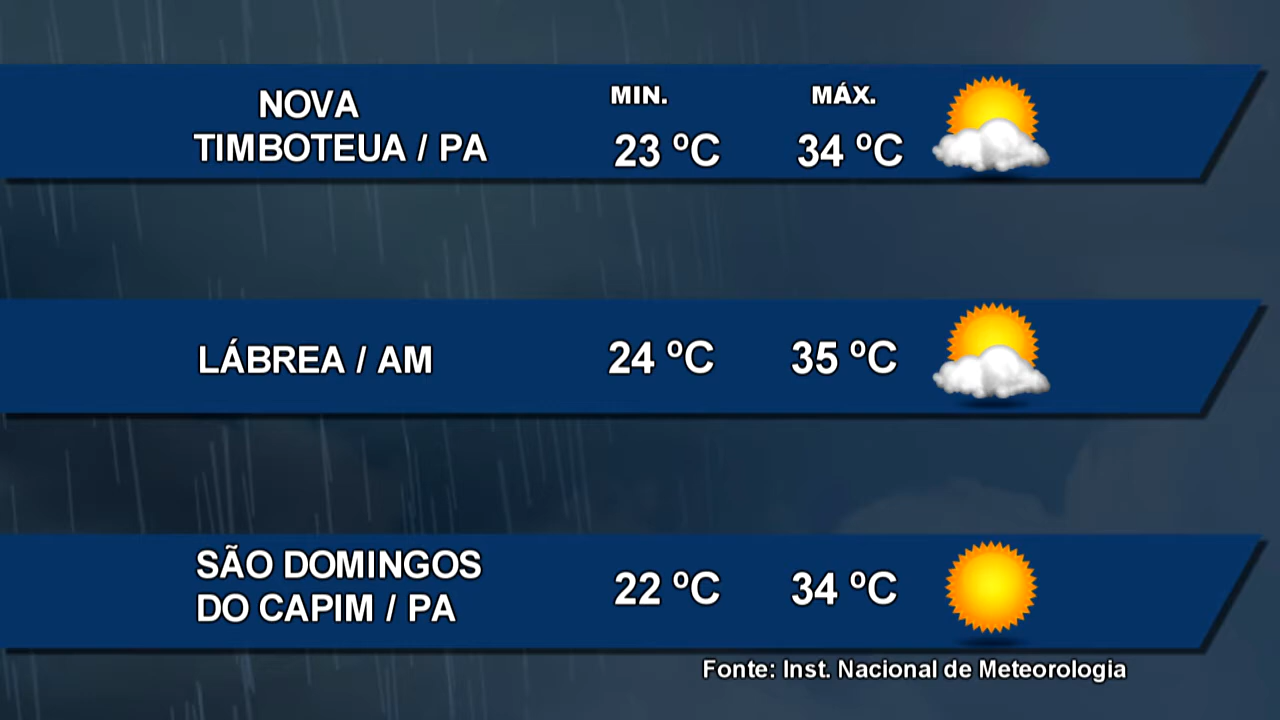 MIN. MÁX.
NOVA
TIMBOTEUA / PA 23 ºC 34 ºC
LÁBREA / AM 24 ºC 35 ºC
SÃO DOMINGOS
DO CAPIM / PA 22 ºC 34 ºC
Fonte: Inst. Nacional de Meteorologia